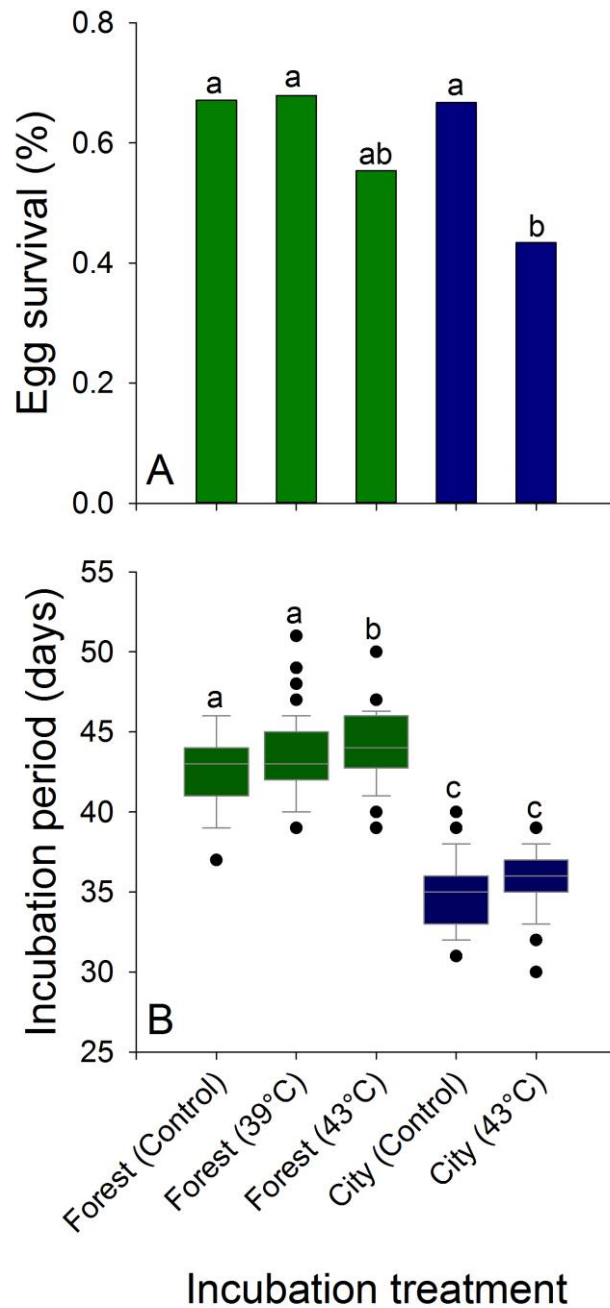 Egg survival (%)
0.8
0.6
0.4
0.2
0.0
a
a
ab
a
b
A
Incubation period (days)
55
50
45
40
35
30
25
a
a
b
c
c
B
Forest (Control)
Forest (39°C)
Forest (43°C)
City (Control)
City (43°C)
Incubation treatment